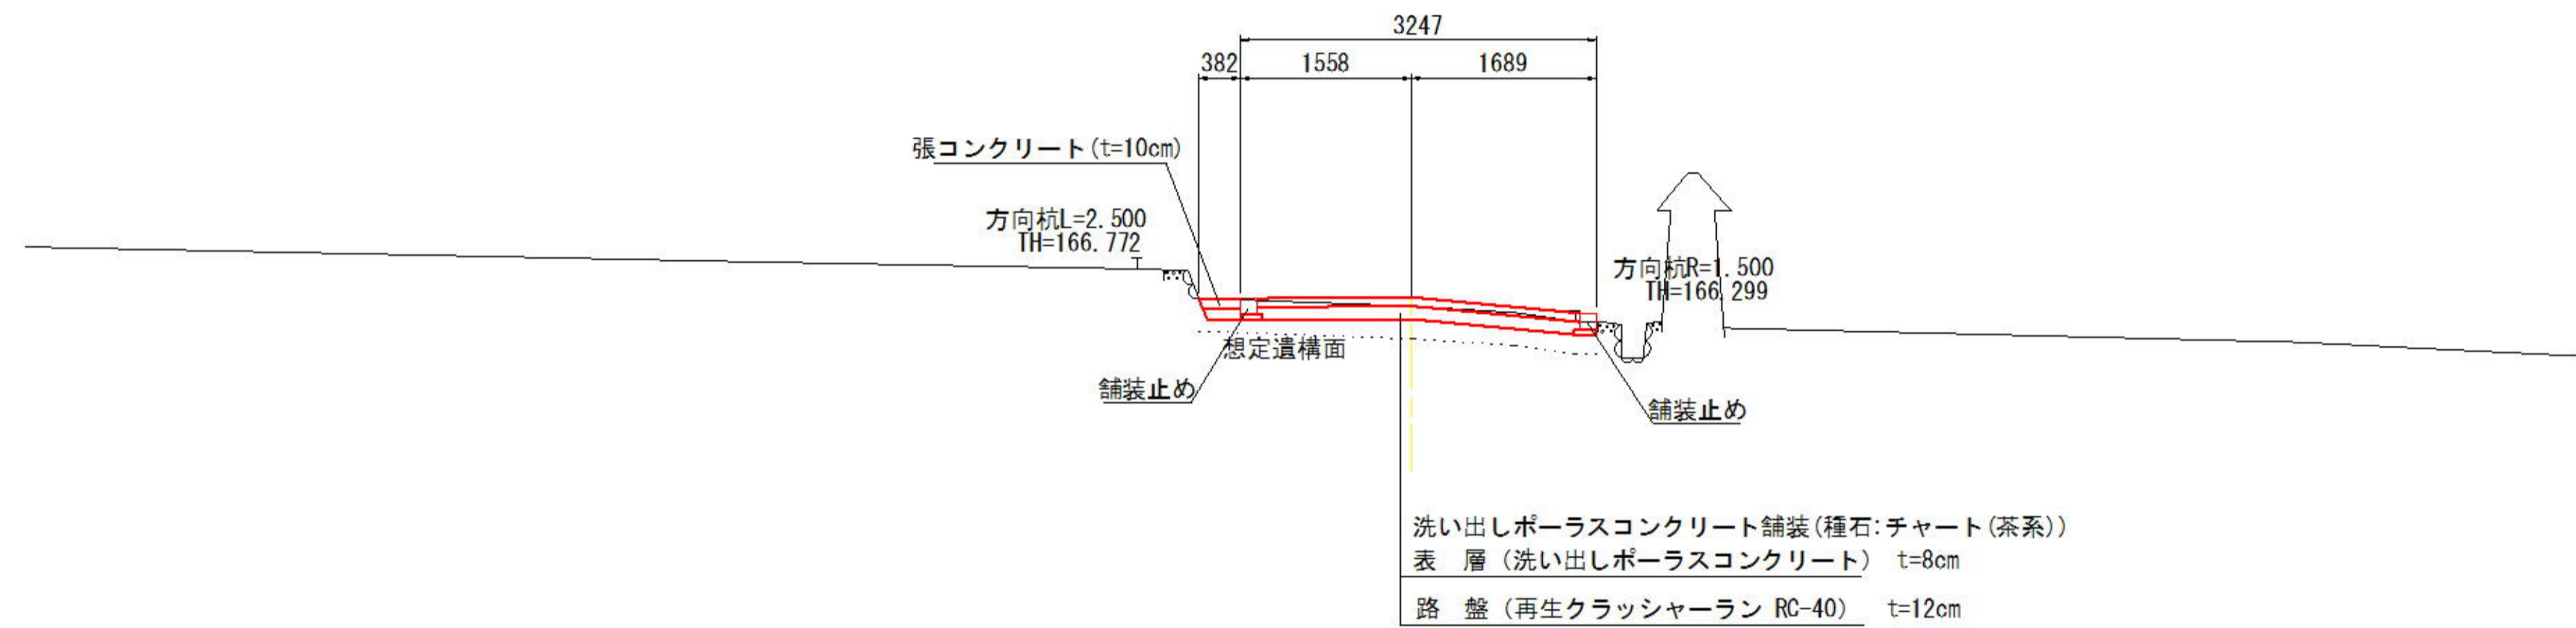 3247
382
1558
1689
張コンクリート(t=10cm)
方向杭L=2.500
TH=166.772
方向杭R=1.500
TH=166.299
想定遺構面
舗装止め
舗装止め
洗い出しポーラスコンクリート舗装(種石:チャート(茶系))
表　層（洗い出しポーラスコンクリート）　t=8cm
路　盤（再生クラッシャーラン RC-40）　t=12cm